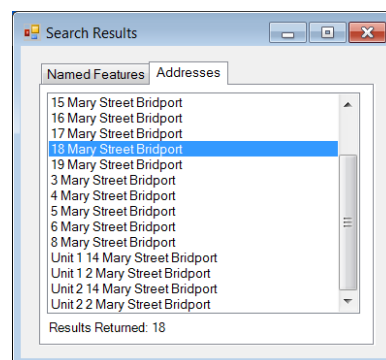 Search Results
Named Features Addresses
15 Mary Street Bridport
16 Mary Street Bridport
17 Mary Street Bridport
18 Mary Street Bridport
19 Mary Street Bridport
3 Mary Street Bridport
4 Mary Street Bridport
5 Mary Street Bridport
6 Mary Street Bridport
8 Mary Street Bridport
Unit 1 14 Mary Street Bridport
Unit 1 2 Mary Street Bridport
Unit 2 14 Mary Street Bridport
Unit 2 2 Mary Street Bridport
Results Returned: 18